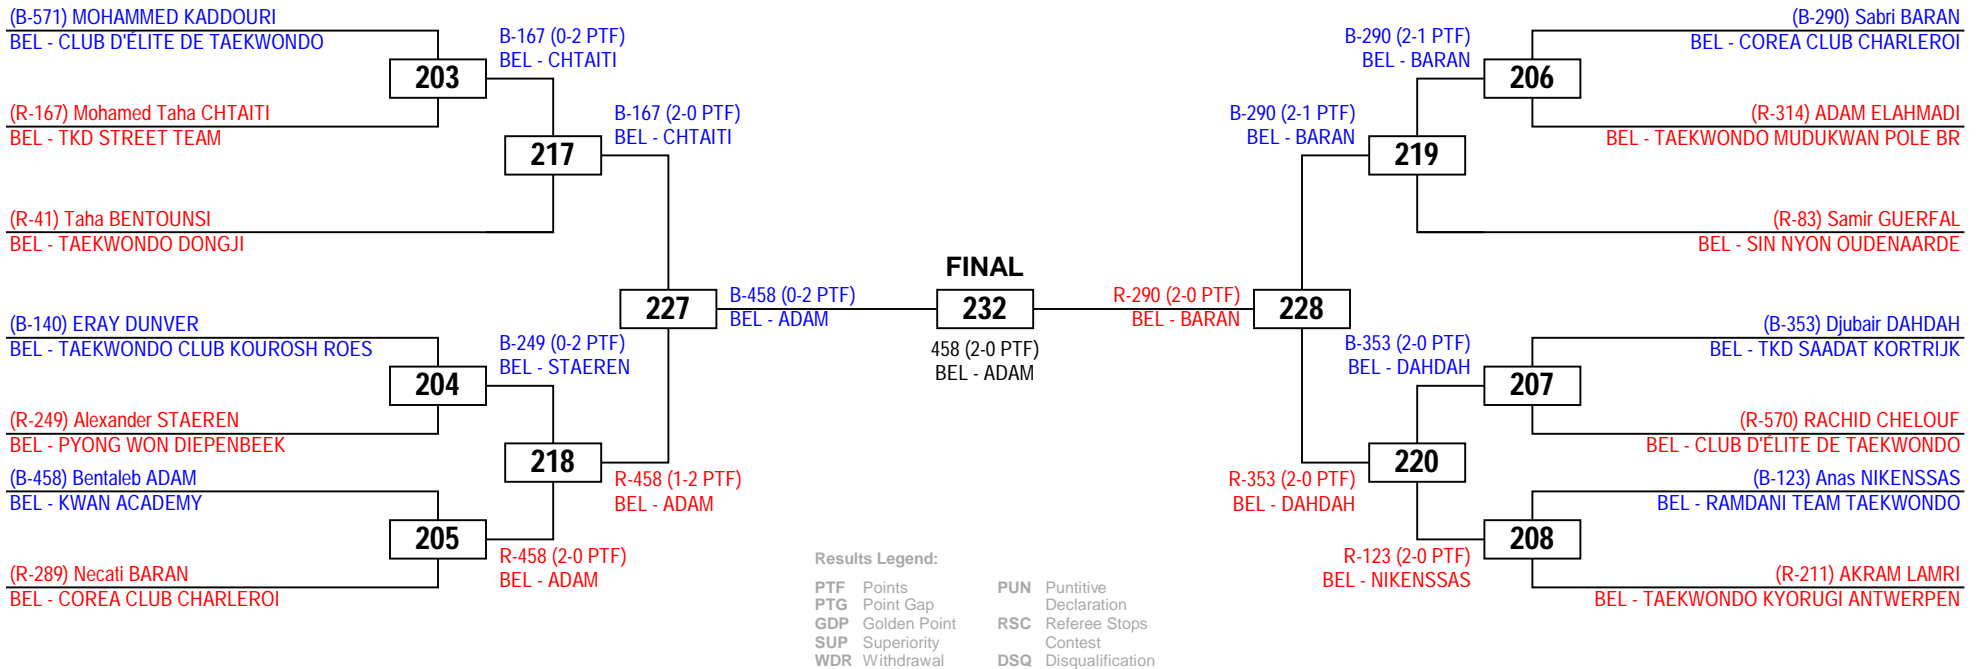 (B-571) MOHAMMED KADDOURI
BEL - CLUB D'ÉLITE DE TAEKWONDO
203
(R-167) Mohamed Taha CHTAITI
BEL - TKD STREET TEAM
B-167 (0-2 PTF)
BEL - CHTAITI
217
B-167 (2-0 PTF)
BEL - CHTAITI
(R-41) Taha BENTOUNSI
BEL - TAEKWONDO DONGJI
227
B-458 (0-2 PTF)
BEL - ADAM
(B-140) ERAY DUNVER
BEL - TAEKWONDO CLUB KOUROSH ROES
204
(R-249) Alexander STAEREN
BEL - PYONG WON DIEPENBEEK
B-249 (0-2 PTF)
BEL - STAEREN
218
R-458 (1-2 PTF)
BEL - ADAM
(B-458) Bentaleb ADAM
BEL - KWAN ACADEMY
205
(R-289) Necati BARAN
BEL - COREA CLUB CHARLEROI
R-458 (2-0 PTF)
BEL - ADAM
FINAL
232
458 (2-0 PTF)
BEL - ADAM
(B-290) Sabri BARAN
BEL - COREA CLUB CHARLEROI
206
(R-314) ADAM ELAHMADI
BEL - TAEKWONDO MUDUKWAN POLE BR
B-290 (2-1 PTF)
BEL - BARAN
219
B-290 (2-1 PTF)
BEL - BARAN
(R-83) Samir GUERFAL
BEL - SIN NYON OUDENAARDE
228
R-290 (2-0 PTF)
BEL - BARAN
(B-353) Djubair DAHDAH
BEL - TKD SAADAT KORTRIJK
207
(R-570) RACHID CHELOUF
BEL - CLUB D'ÉLITE DE TAEKWONDO
B-353 (2-0 PTF)
BEL - DAHDAH
220
R-353 (2-0 PTF)
BEL - DAHDAH
(B-123) Anas NIKENSSAS
BEL - RAMDANI TEAM TAEKWONDO
208
(R-211) AKRAM LAMRI
BEL - TAEKWONDO KYORUGI ANTWERPEN
R-123 (2-0 PTF)
BEL - NIKENSSAS
Results Legend:
PTF Points
PTG Point Gap
GDP Golden Point
SUP Superiority
WDR Withdrawal
PUN Puntitive
Declaration
RSC Referee Stops
Contest
DSQ Disqualification